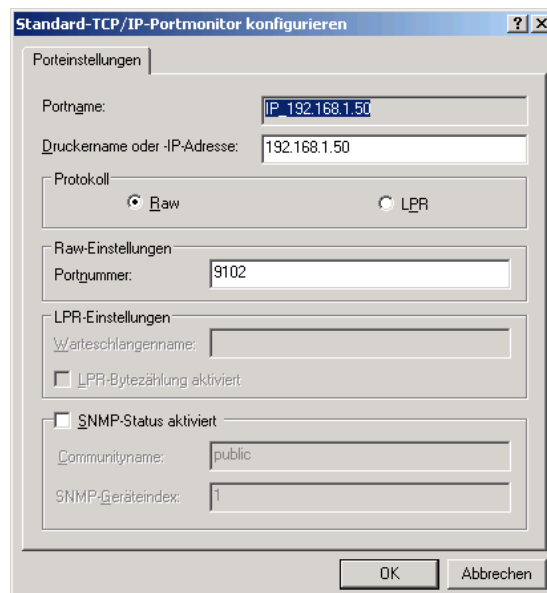 Standard-TCP/IP-Portmonitor konfigurieren
Porteinstellungen
Portname: IP_192.168.1.50
Druckername oder -IP-Adresse: 192.168.1.50
Protokoll
Raw LPR
Raw-Einstellungen
Portnummer: 9102
LPR-Einstellungen
Warteschlangenname:
LPR-Bytezählung aktiviert
SNMP-Status aktiviert
Communityname: public
SNMP-Geräteindex: 1
OK Abbrechen